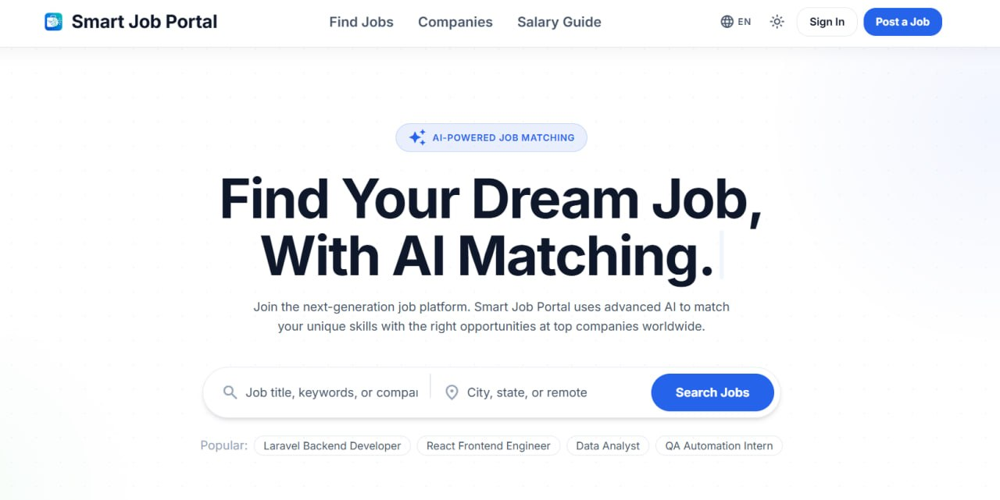 Smart Job Portal
Find Jobs
Companies
Salary Guide
EN
Sign In
Post a Job
AI-POWERED JOB MATCHING
Find Your Dream Job,
With AI Matching.
Join the next-generation job platform. Smart Job Portal uses advanced AI to match
your unique skills with the right opportunities at top companies worldwide.
Job title, keywords, or compa
City, state, or remote
Search Jobs
Popular:
Laravel Backend Developer
React Frontend Engineer
Data Analyst
QA Automation Intern